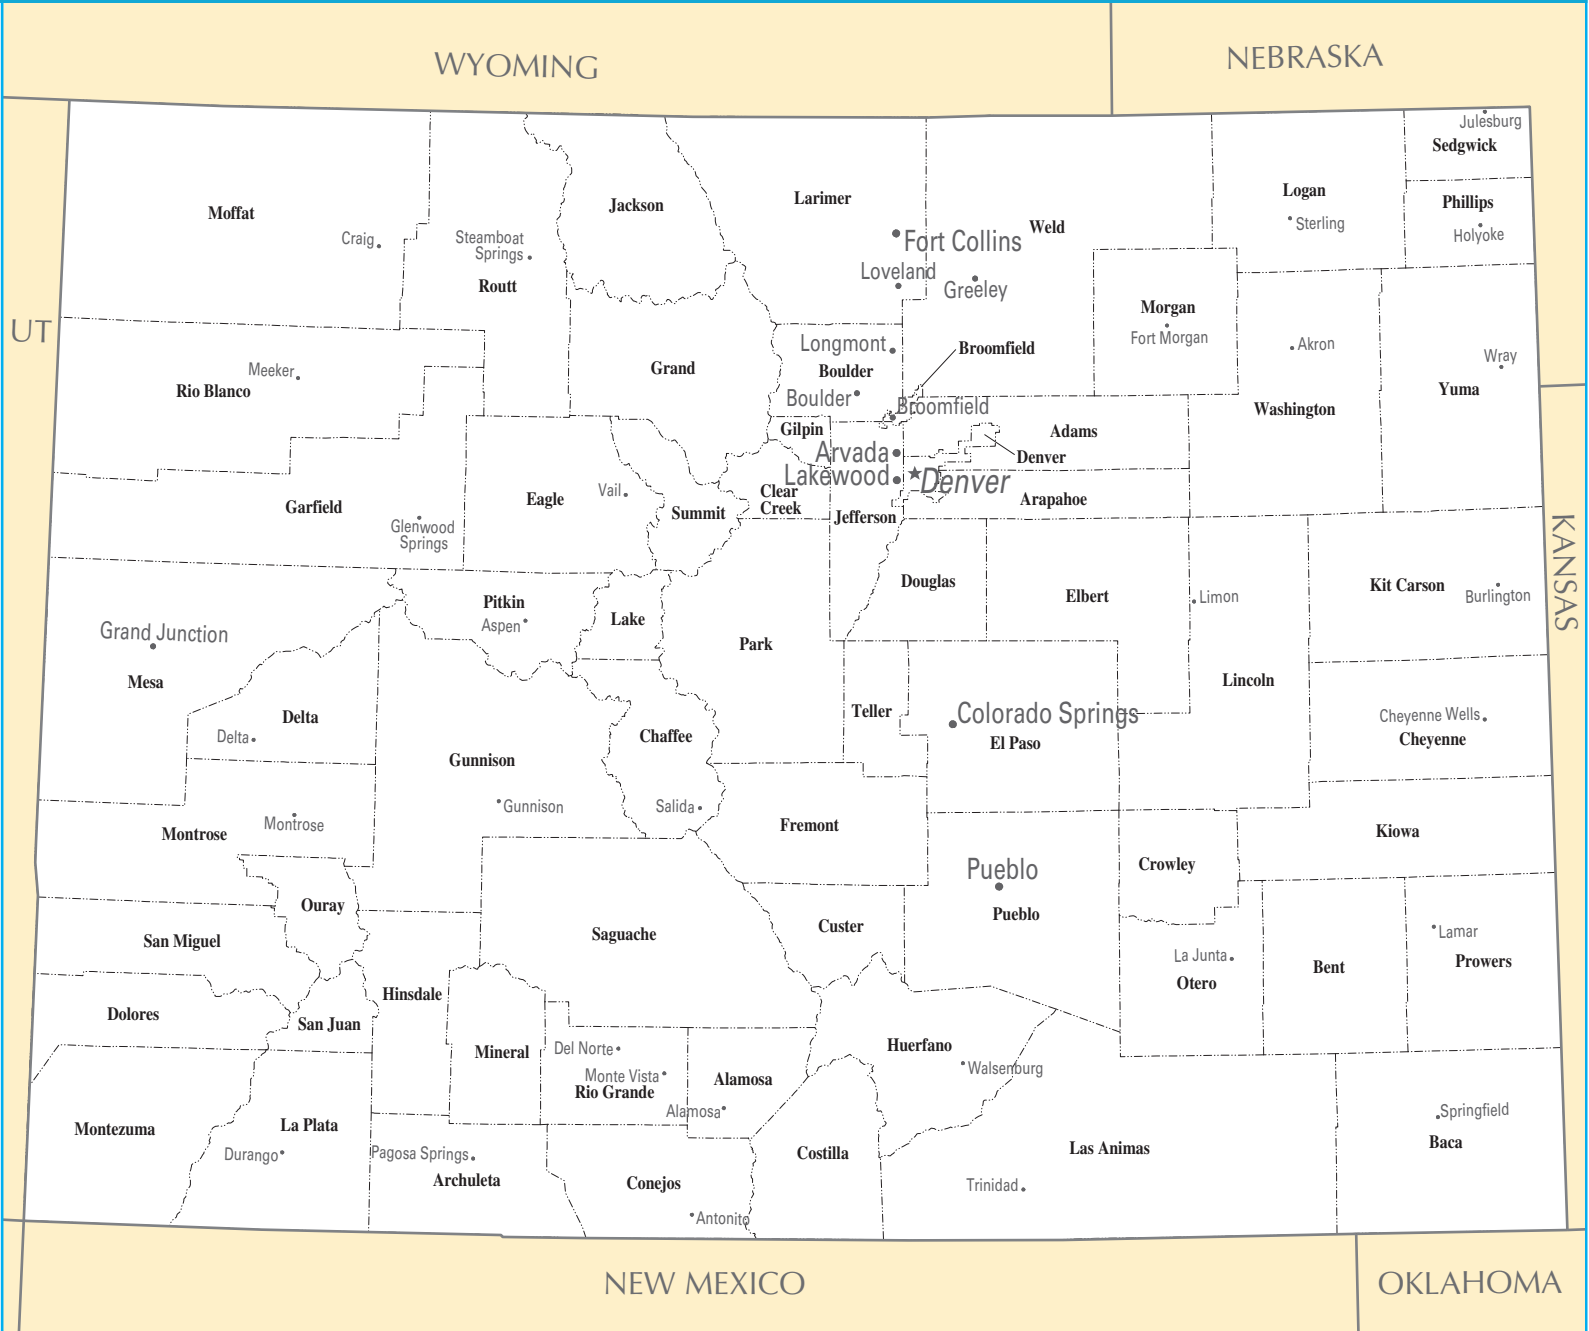 WYOMING
NEBRASKA
Julesburg
Sedgwick
Moffat
Craig
Steamboat
Springs
Routt
Jackson
Larimer
Fort Collins
Loveland
Weld
Greeley
Logan
Sterling
Phillips
Holyoke
UT
Meeker
Rio Blanco
Grand
Longmont
Boulder
Boulder
Broomfield
Broomfield
Morgan
Fort Morgan
Akron
Washington
Wray
Yuma
Gilpin
Arvada
Lakewood
Denver
Adams
Denver
Arapahoe
Garfield
Glenwood
Springs
Eagle
Vail
Summit
Clear
Creek
Jefferson
KANSAS
Grand Junction
Mesa
Pitkin
Aspen
Lake
Park
Douglas
Elbert
Limon
Kit Carson
Burlington
Delta
Delta
Gunnison
Gunnison
Chaffee
Salida
Teller
Colorado Springs
El Paso
Lincoln
Cheyenne Wells
Cheyenne
Montrose
Montrose
Fremont
Pueblo
Pueblo
Crowley
Kiowa
Ouray
San Miguel
Saguache
Custer
La Junta
Otero
Bent
Lamar
Prowers
Dolores
San Juan
Hinsdale
Mineral
Del Norte
Monte Vista
Rio Grande
Alamosa
Alamosa
Huerfano
Walsenburg
Montezuma
La Plata
Durango
Pagosa Springs
Archuleta
Conejos
Antonito
Costilla
Las Animas
Trinidad
Springfield
Baca
NEW MEXICO
OKLAHOMA